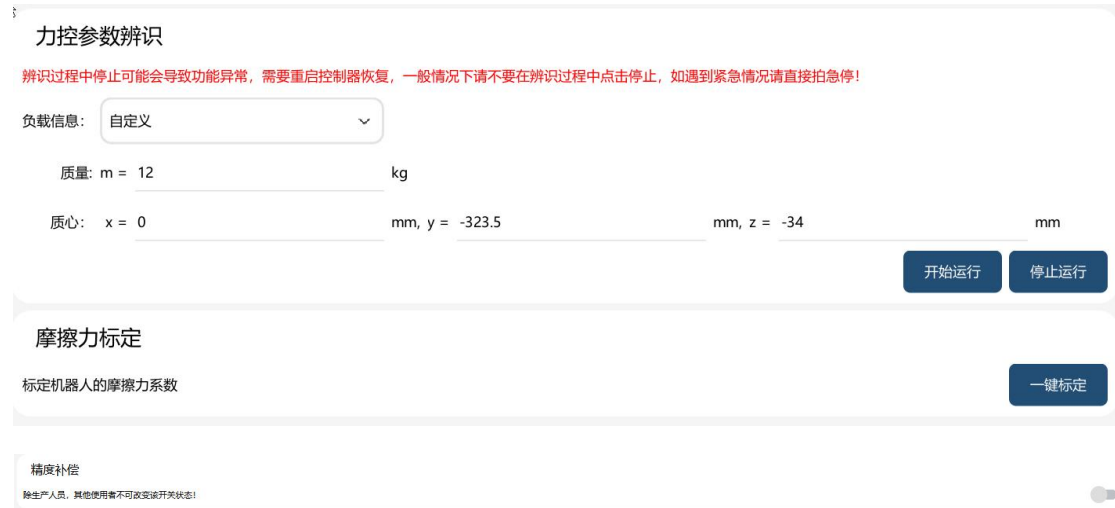 力控参数辨识
辨识过程中停止可能会导致功能异常，需要重启控制器恢复，一般情况下请不要在辨识过程中点击停止，如遇到紧急情况请直接拍急停！
负载信息： 自定义
质量: m = 12 kg
质心： x = 0 mm, y = -323.5 mm, z = -34 mm
开始运行 停止运行
摩擦力标定
标定机器人的摩擦力系数 一键标定
精度补偿
除生产人员，其他使用者不可改变该开关状态！